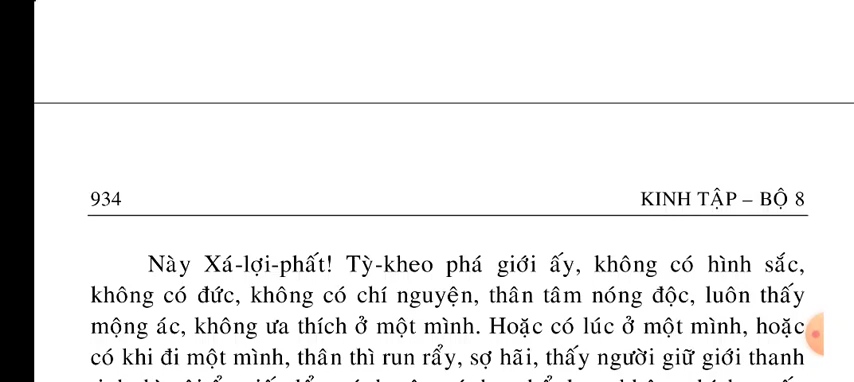 934 KINH TẬP – BỘ 8
Này Xá-lợi-phất! Tỳ-kheo phá giới ấy, không có hình sắc,
không có đức, không có chí nguyện, thân tâm nóng độc, luôn thấy
mộng ác, không ưa thích ở một mình. Hoặc có lúc ở một mình, hoặc
có khi đi một mình, thân thì run rẩy, sợ hãi, thấy người giữ giới thanh